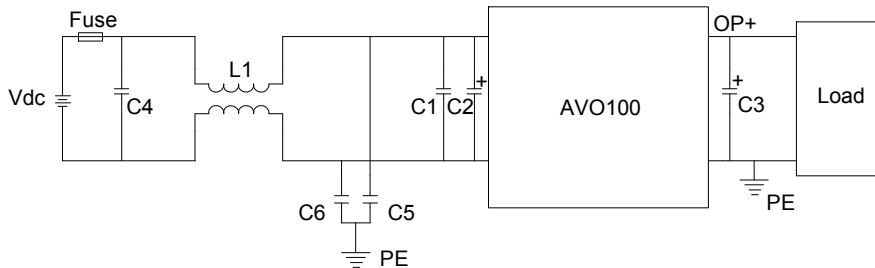 Fuse
OP+
L1
+
+
Vdc
C4
C1
C2
AVO100
C3
Load
C6
C5
PE
PE